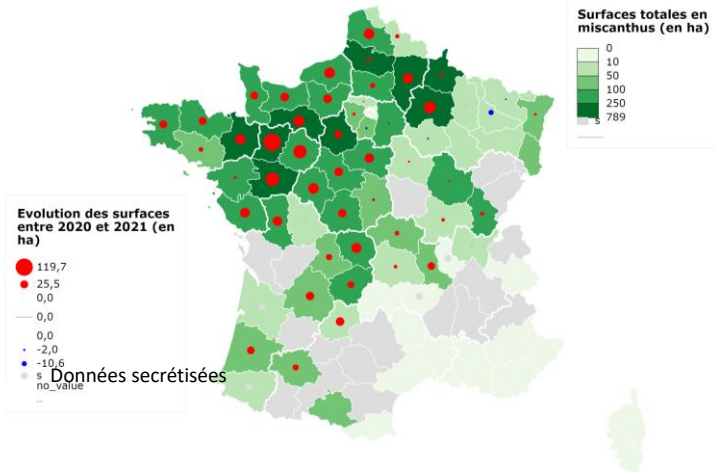 Surfaces totales en
miscanthus (en ha)
0
10
50
100
250
789
s
Evolution des surfaces
entre 2020 et 2021 (en
ha)
119,7
25,5
0,0
0,0
0,0
-2,0
-10,6
s Données secrétisées
no_value